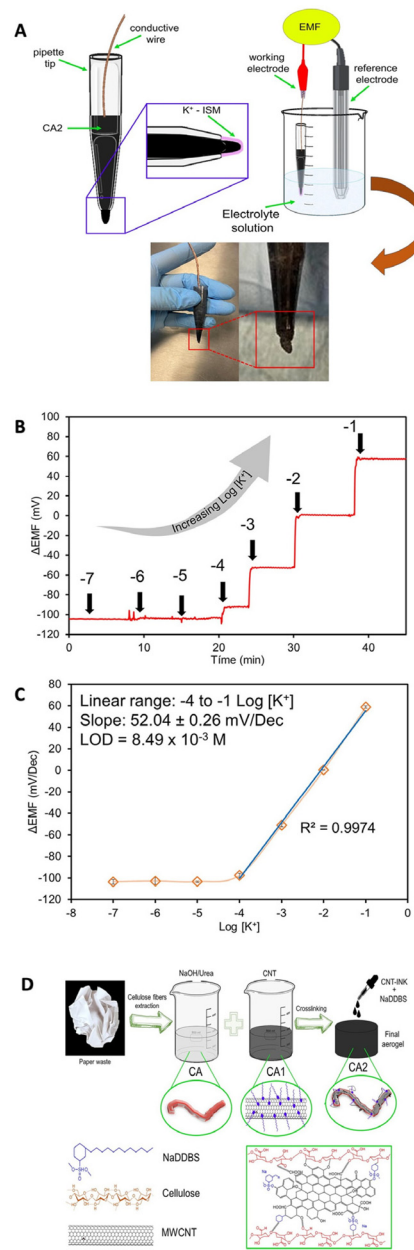 A
conductive
wire
pipette
tip
CA2
K⁺ - ISM
EMF
working
electrode
reference
electrode
Electrolyte
solution
B
ΔEMF (mV)
100
80
60
40
20
0
-20
-40
-60
-80
-100
-120
-7
-6
-5
-4
-3
-2
-1
Increasing Log [K⁺]
0
10
20
30
40
Time (min)
C
Linear range: -4 to -1 Log [K⁺]
Slope: 52.04 ± 0.26 mV/Dec
LOD = 8.49 x 10⁻³ M
R² = 0.9974
ΔEMF (mV/Dec)
80
60
40
20
0
-20
-40
-60
-80
-100
-120
-8
-7
-6
-5
-4
-3
-2
-1
0
Log [K⁺]
D
Paper waste
Cellulose fibers
extraction
NaOH/Urea
CNT
Crosslinking
CNT-INK
+
NaDDBS
Final
aerogel
CA
CA1
CA2
NaDDBS
Cellulose
MWCNT